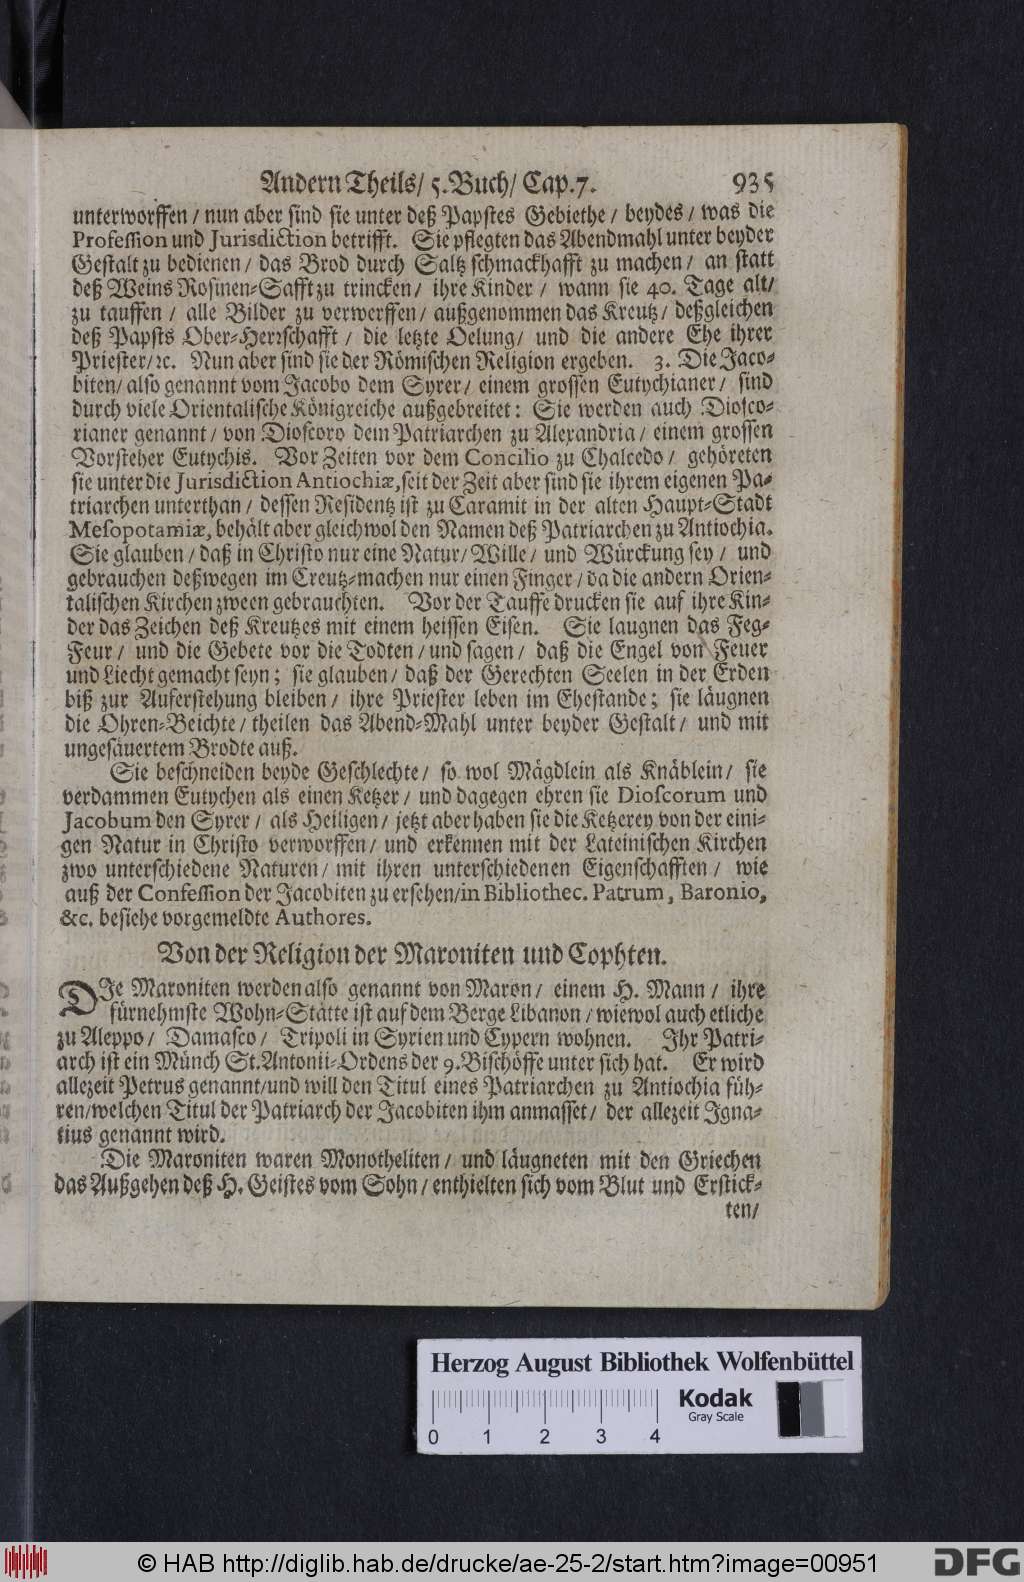 Andern Theils/ 5. Buch/ Cap. 7. 935
unterworffen / nun aber sind sie unter deß Papstes Gebiethe / beydes / was die
Profession und Jurisdiction betrifft. Sie pflegten das Abendmahl unter beyder
Gestalt zu bedienen / das Brod durch Saltz schmackhafft zu machen / an statt
deß Weins Rosinen-Safft zu trincken / ihre Kinder / wann sie 40. Tage alt/
zu tauffen / alle Bilder zu verwerffen / außgenommen das Kreutz / deßgleichen
deß Papsts Ober-Herrschafft / die letzte Oelung / und die andere Ehe ihrer
Priester/ ꝛc. Nun aber sind sie der Römischen Religion ergeben. 3. Die Jaco-
biten/ also genannt vom Jacobo dem Syrer / einem grossen Eutychianer / sind
durch viele Orientalische Königreiche außgebreitet: Sie werden auch Diosco-
rianer genannt / von Dioscoro dem Patriarchen zu Alexandria / einem grossen
Vorsteher Eutychis. Vor Zeiten vor dem Concilio zu Chalcedo / gehöreten
sie unter die Jurisdiction Antiochiæ, seit der Zeit aber sind sie ihrem eigenen Pa-
triarchen unterthan / dessen Residentz ist zu Caramit in der alten Haupt-Stadt
Mesopotamiæ, behält aber gleichwol den Namen deß Patriarchen zu Antiochia.
Sie glauben / daß in Christo nur eine Natur / Wille / und Würckung sey / und
gebrauchen deßwegen im Creutz-machen nur einen Finger / da die andern Orien-
talischen Kirchen zween gebrauchten. Vor der Tauffe drucken sie auf ihre Kin-
der das Zeichen deß Kreutzes mit einem heissen Eisen. Sie laugnen das Feg-
Feur / und die Gebete vor die Todten / und sagen / daß die Engel von Feuer
und Liecht gemacht seyn; sie glauben / daß der Gerechten Seelen in der Erden
biß zur Auferstehung bleiben / ihre Priester leben im Ehestande; sie läugnen
die Ohren-Beichte / theilen das Abend-Mahl unter beyder Gestalt / und mit
ungesäuertem Brodte auß.
Sie beschneiden beyde Geschlechte / so wol Mägdlein als Knäblein / sie
verdammen Eutychen als einen Ketzer / und dagegen ehren sie Dioscorum und
Jacobum den Syrer / als Heiligen / jetzt aber haben sie die Ketzerey von der eini-
gen Natur in Christo verworffen / und erkennen mit der Lateinischen Kirchen
zwo unterschiedene Naturen / mit ihren unterschiedenen Eigenschafften / wie
auß der Confession der Jacobiten zu ersehen/ in Bibliothec. Patrum, Baronio,
&c. besiehe vorgemeldte Authores.
Von der Religion der Maroniten und Cophten.
DIe Maroniten werden also genannt von Maron / einem H. Mann / ihre
fürnehmste Wohn-Stätte ist auf dem Berge Libanon / wiewol auch etliche
zu Aleppo / Damasco / Tripoli in Syrien und Cypern wohnen. Ihr Patri-
arch ist ein Münch St. Antonii-Ordens der 9. Bischöffe unter sich hat. Er wird
allezeit Petrus genannt/ und will den Titul eines Patriarchen zu Antiochia füh-
ren/ welchen Titul der Patriarch der Jacobiten ihm anmasset / der allezeit Igna-
tius genannt wird.
Die Maroniten waren Monotheliten / und läugneten mit den Griechen
das Außgehen deß H. Geistes vom Sohn / enthielten sich vom Blut und Erstick-
ten/
Herzog August Bibliothek Wolfenbüttel
Kodak
Gray Scale
0 1 2 3 4
© HAB http://diglib.hab.de/drucke/ae-25-2/start.htm?image=00951
DFG